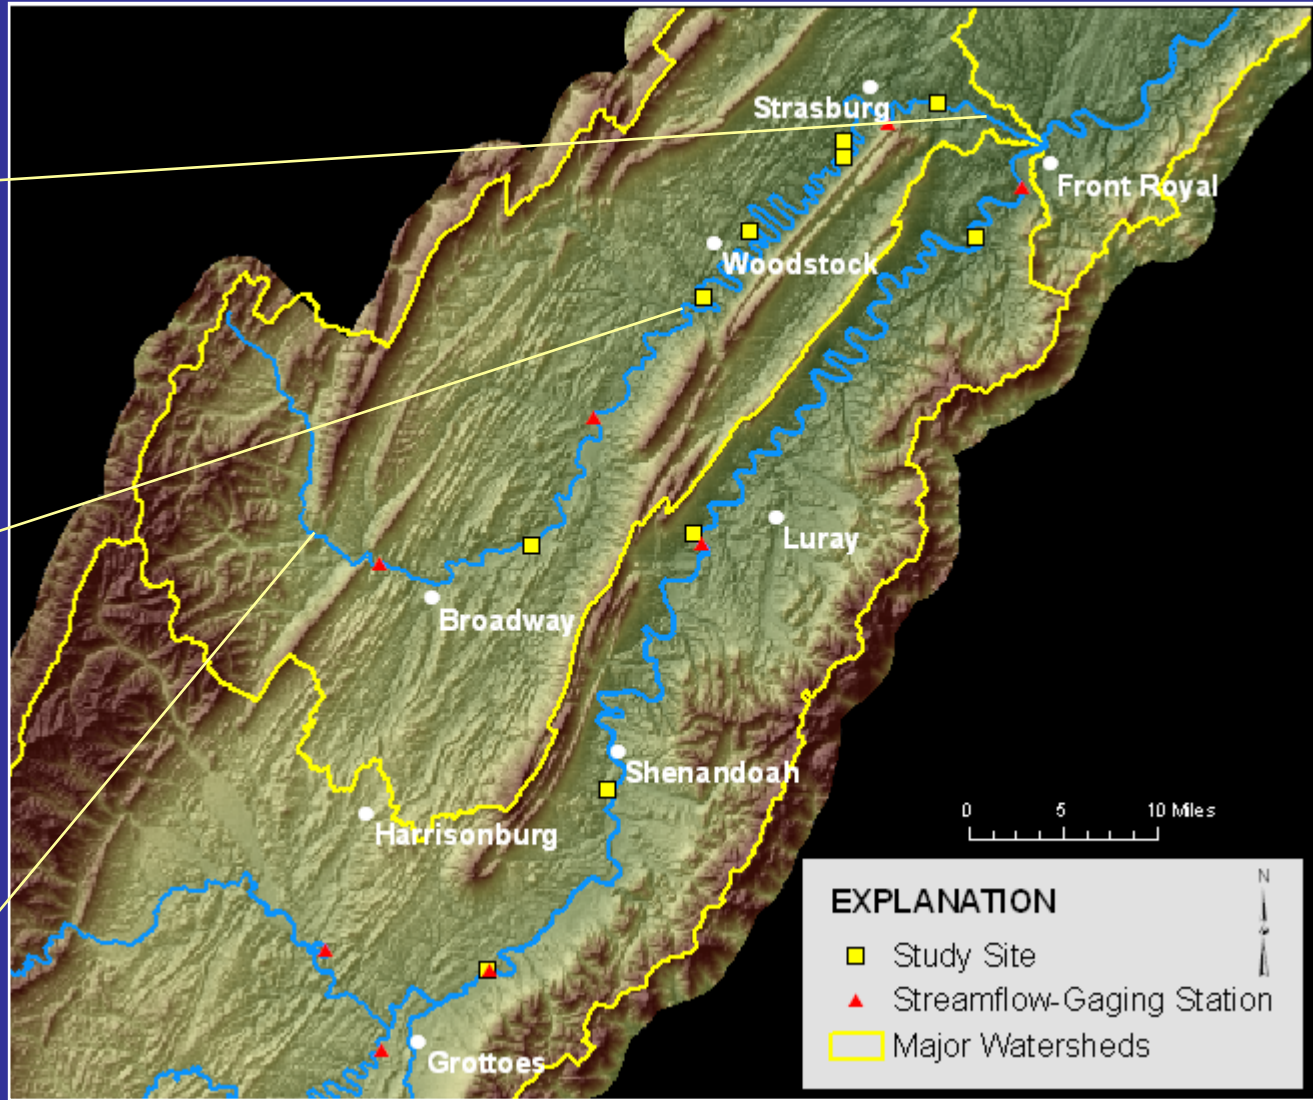 Strasburg
Front Royal
Woodstock
Luray
Broadway
Shenandoah
Harrisonburg
Grottoes
0 5 10 Miles
N
EXPLANATION
Study Site
Streamflow-Gaging Station
Major Watersheds